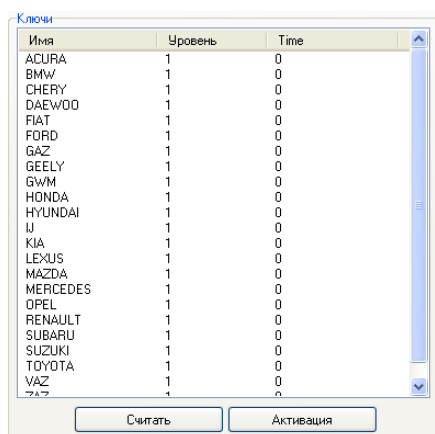 Ключи
Имя Уровень Time
ACURA 1 0
BMW 1 0
CHERY 1 0
DAEWOO 1 0
FIAT 1 0
FORD 1 0
GAZ 1 0
GEELY 1 0
GWM 1 0
HONDA 1 0
HYUNDAI 1 0
IJ 1 0
KIA 1 0
LEXUS 1 0
MAZDA 1 0
MERCEDES 1 0
OPEL 1 0
RENAULT 1 0
SUBARU 1 0
SUZUKI 1 0
TOYOTA 1 0
VAZ 1 0
Считать Активация